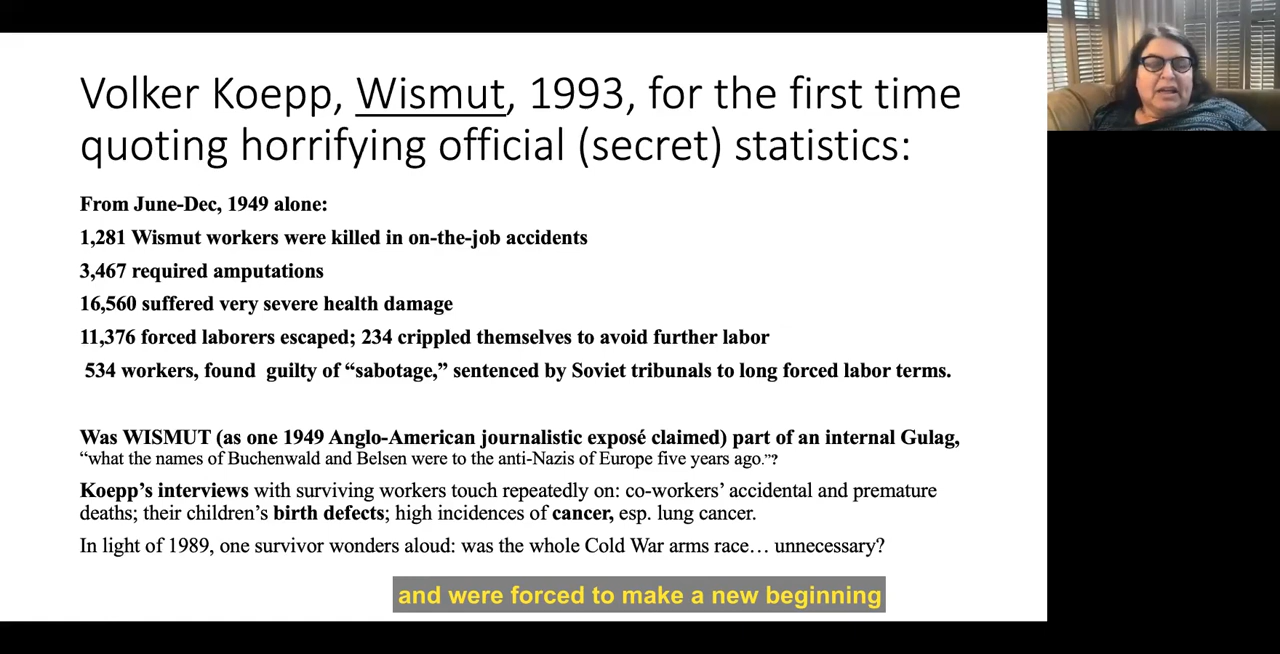 Volker Koepp, Wismut, 1993, for the first time
quoting horrifying official (secret) statistics:
From June-Dec, 1949 alone:
1,281 Wismut workers were killed in on-the-job accidents
3,467 required amputations
16,560 suffered very severe health damage
11,376 forced laborers escaped; 234 crippled themselves to avoid further labor
534 workers, found guilty of “sabotage,” sentenced by Soviet tribunals to long forced labor terms.
Was WISMUT (as one 1949 Anglo-American journalistic exposé claimed) part of an internal Gulag,
“what the names of Buchenwald and Belsen were to the anti-Nazis of Europe five years ago.”?
Koepp’s interviews with surviving workers touch repeatedly on: co-workers’ accidental and premature
deaths; their children’s birth defects; high incidences of cancer, esp. lung cancer.
In light of 1989, one survivor wonders aloud: was the whole Cold War arms race… unnecessary?
and were forced to make a new beginning